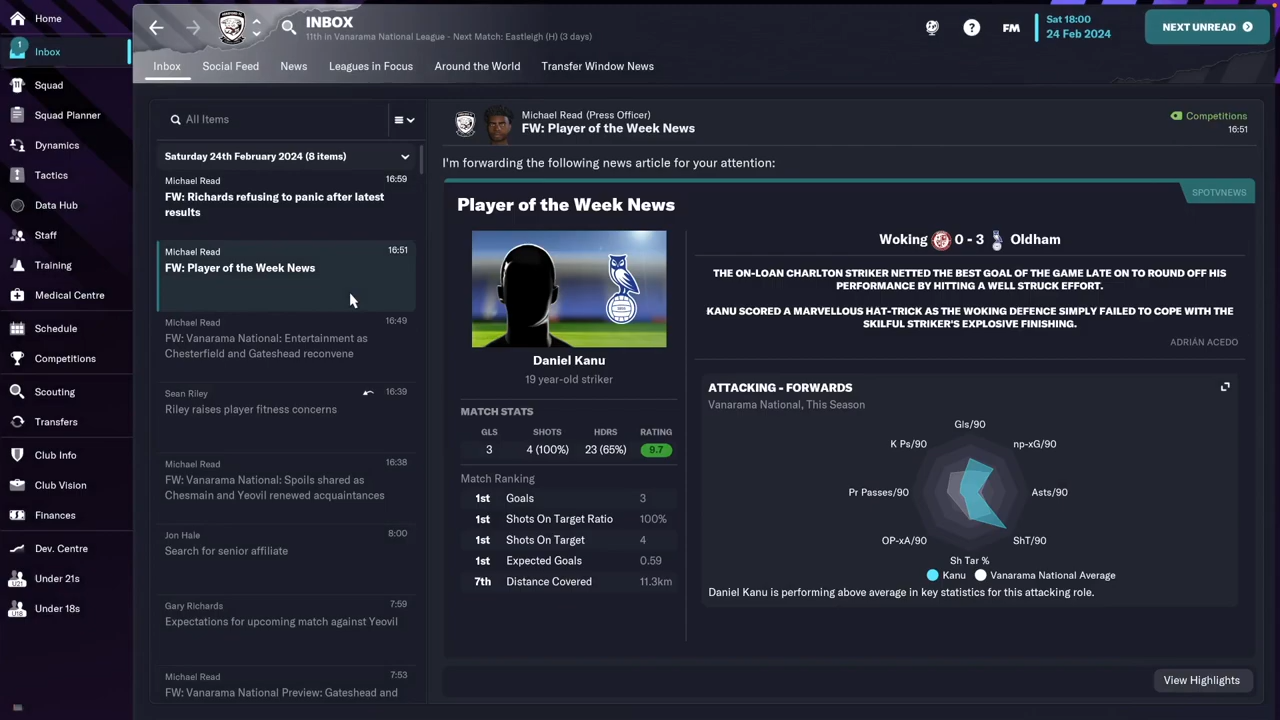 Home
1
Inbox
Squad
Squad Planner
Dynamics
Tactics
Data Hub
Staff
Training
Medical Centre
Schedule
Competitions
Scouting
Transfers
Club Info
Club Vision
Finances
Dev. Centre
U21
Under 21s
U18
Under 18s
INBOX
11th in Vanarama National League - Next Match: Eastleigh (H) (3 days)
?
FM
Sat 18:00
24 Feb 2024
NEXT UNREAD
Inbox
Social Feed
News
Leagues in Focus
Around the World
Transfer Window News
All Items
Saturday 24th February 2024 (8 items)
Michael Read 16:59
FW: Richards refusing to panic after latest
results
Michael Read 16:51
FW: Player of the Week News
Michael Read 16:49
FW: Vanarama National: Entertainment as
Chesterfield and Gateshead reconvene
Sean Riley 16:39
Riley raises player fitness concerns
Michael Read 16:38
FW: Vanarama National: Spoils shared as
Chesmain and Yeovil renewed acquaintances
Jon Hale 8:00
Search for senior affiliate
Gary Richards 7:59
Expectations for upcoming match against Yeovil
Michael Read 7:53
FW: Vanarama National Preview: Gateshead and
Michael Read (Press Officer)
FW: Player of the Week News
Competitions
16:51
I'm forwarding the following news article for your attention:
SPOTVNEWS
Player of the Week News
Daniel Kanu
19 year-old striker
MATCH STATS
GLS SHOTS HDRS RATING
3 4 (100%) 23 (65%) 9.7
Match Ranking
1st Goals 3
1st Shots On Target Ratio 100%
1st Shots On Target 4
1st Expected Goals 0.59
7th Distance Covered 11.3km
Woking 0 - 3 Oldham
THE ON-LOAN CHARLTON STRIKER NETTED THE BEST GOAL OF THE GAME LATE ON TO ROUND OFF HIS
PERFORMANCE BY HITTING A WELL STRUCK EFFORT.
KANU SCORED A MARVELLOUS HAT-TRICK AS THE WOKING DEFENCE SIMPLY FAILED TO COPE WITH THE
SKILFUL STRIKER'S EXPLOSIVE FINISHING.
ADRIÁN ACEDO
ATTACKING - FORWARDS
Vanarama National, This Season
Gls/90
K Ps/90
np-xG/90
Pr Passes/90
Asts/90
OP-xA/90
ShT/90
Sh Tar %
Kanu
Vanarama National Average
Daniel Kanu is performing above average in key statistics for this attacking role.
View Highlights